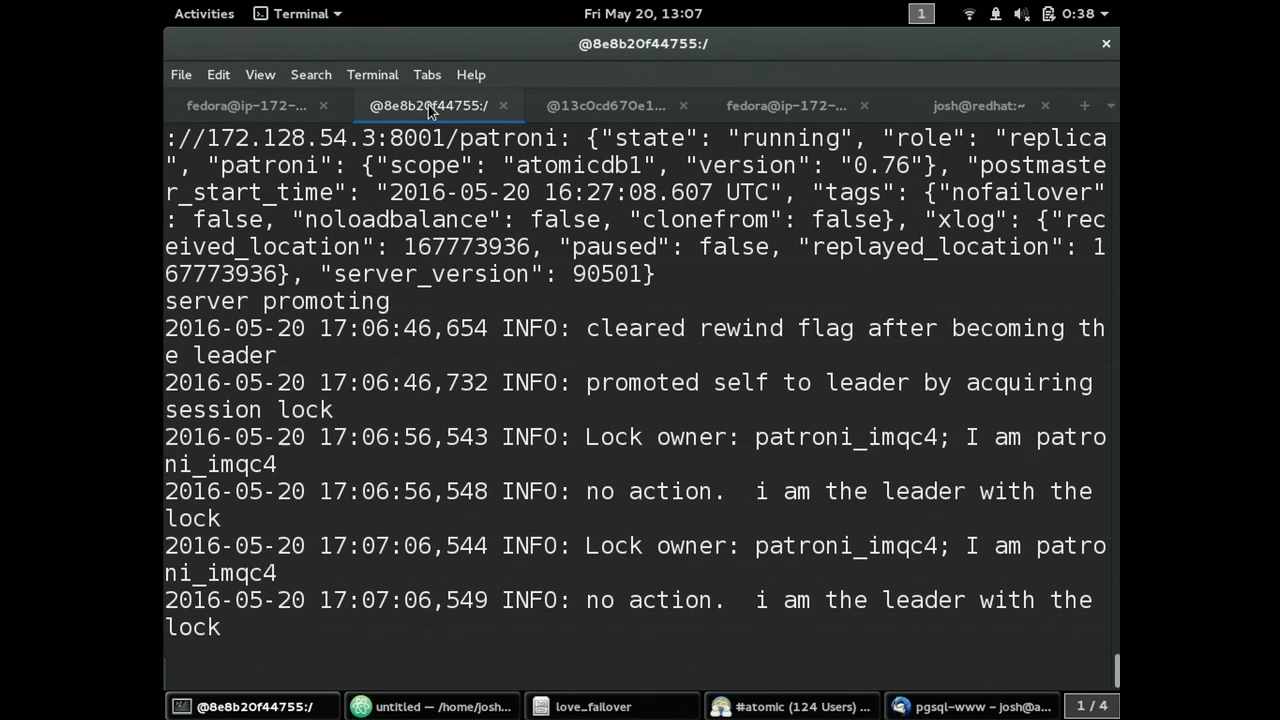 Activities Terminal Fri May 20, 13:07 1 0:38
@8e8b20f44755:/
File Edit View Search Terminal Tabs Help
fedora@ip-172-... @8e8b20f44755:/ @13c0cd670e1... fedora@ip-172-... josh@redhat:~
://172.128.54.3:8001/patroni: {"state": "running", "role": "replica
", "patroni": {"scope": "atomicdb1", "version": "0.76"}, "postmaste
r_start_time": "2016-05-20 16:27:08.607 UTC", "tags": {"nofailover"
: false, "noloadbalance": false, "clonefrom": false}, "xlog": {"rec
eived_location": 167773936, "paused": false, "replayed_location": 1
67773936}, "server_version": 90501}
server promoting
2016-05-20 17:06:46,654 INFO: cleared rewind flag after becoming th
e leader
2016-05-20 17:06:46,732 INFO: promoted self to leader by acquiring
session lock
2016-05-20 17:06:56,543 INFO: Lock owner: patroni_imqc4; I am patro
ni_imqc4
2016-05-20 17:06:56,548 INFO: no action.  i am the leader with the
lock
2016-05-20 17:07:06,544 INFO: Lock owner: patroni_imqc4; I am patro
ni_imqc4
2016-05-20 17:07:06,549 INFO: no action.  i am the leader with the
lock
@8e8b20f44755:/ untitled — /home/josh... love_failover #atomic (124 Users) ... pgsql-www – josh@a... 1 / 4